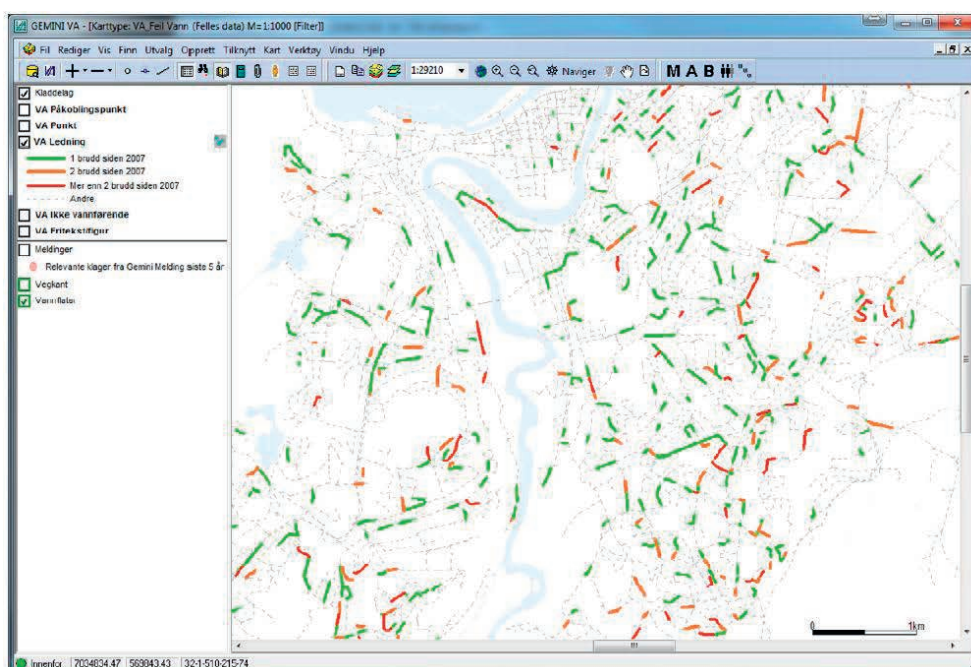 GEMINI VA - [Karttype: VA_Feil Vann (Felles data) M=1:1000 [Filter]]
Fil Rediger Vis Finn Utvalg Opprett Tilknytt Kart Verktøy Vindu Hjelp
1:29210 Naviger M A B
Kladdelag
VA Påkoblingspunkt
VA Punkt
VA Ledning
1 brudd siden 2007
2 brudd siden 2007
Mer enn 2 brudd siden 2007
Andre
VA Ikke vannførende
VA Fritekstfigur
Meldinger
Relevante klager fra Gemini Melding siste 5 år
Vegkant
Vannflater
0 1km
Innenfor 7034834.47 569843.43 32-1-510-215-74